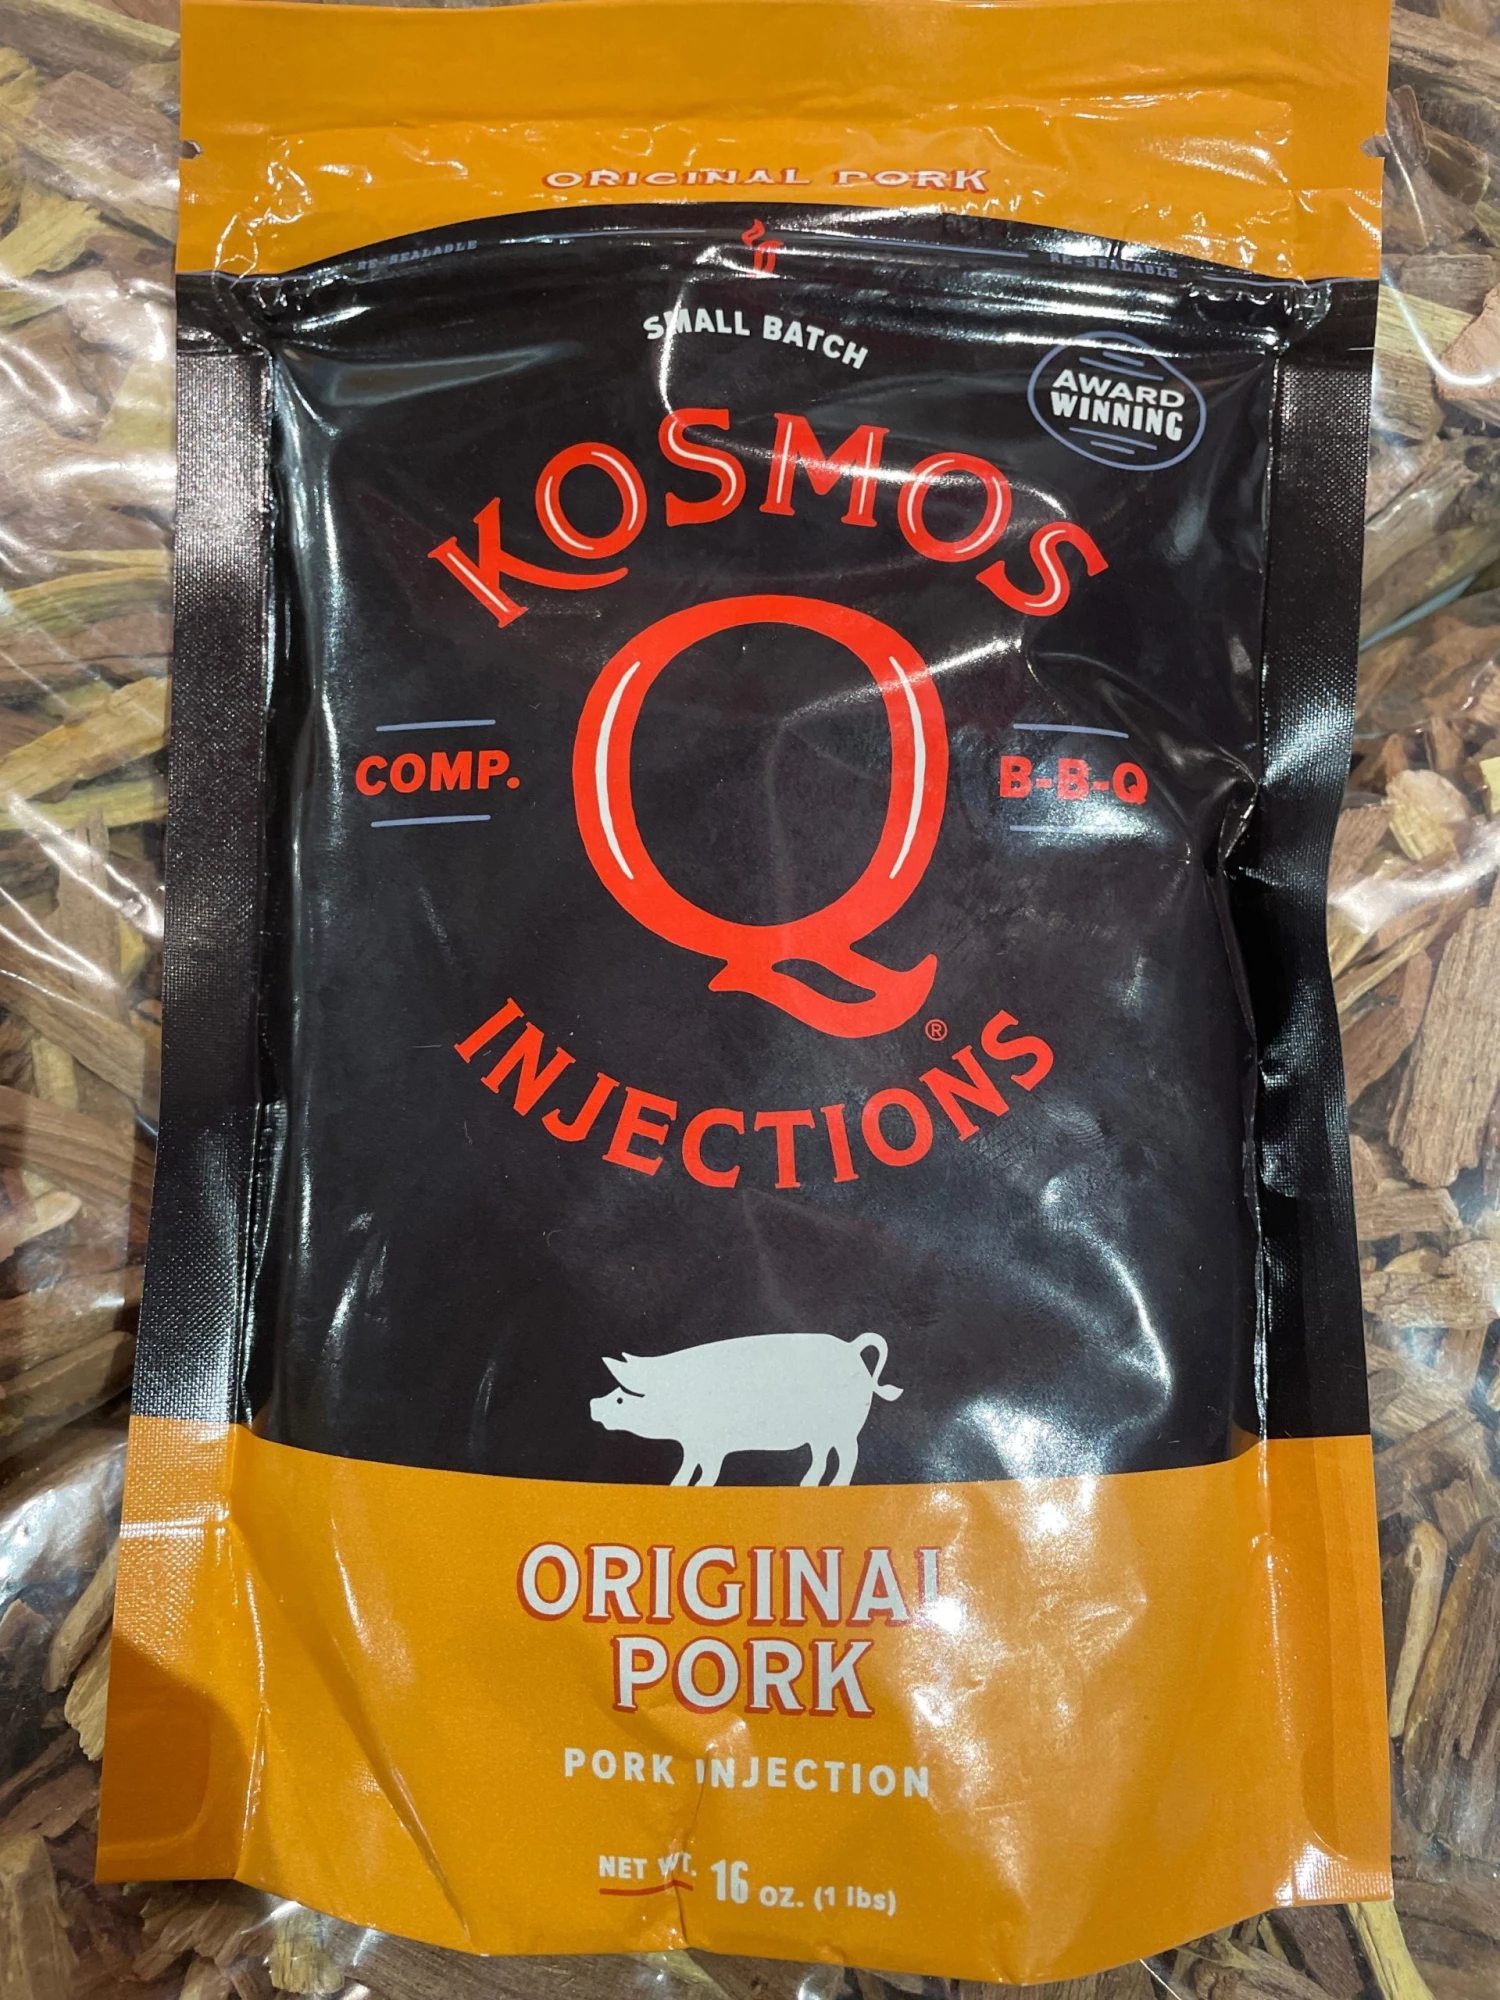 ORIGINAL PORK
RE-SEALABLE
RE-SEALABLE
SMALL BATCH
AWARD
WINNING
KOSMOS
Q
COMP.
B-B-Q
®
INJECTIONS
ORIGINAL
PORK
PORK INJECTION
NET WT. 16 OZ. (1 lbs)